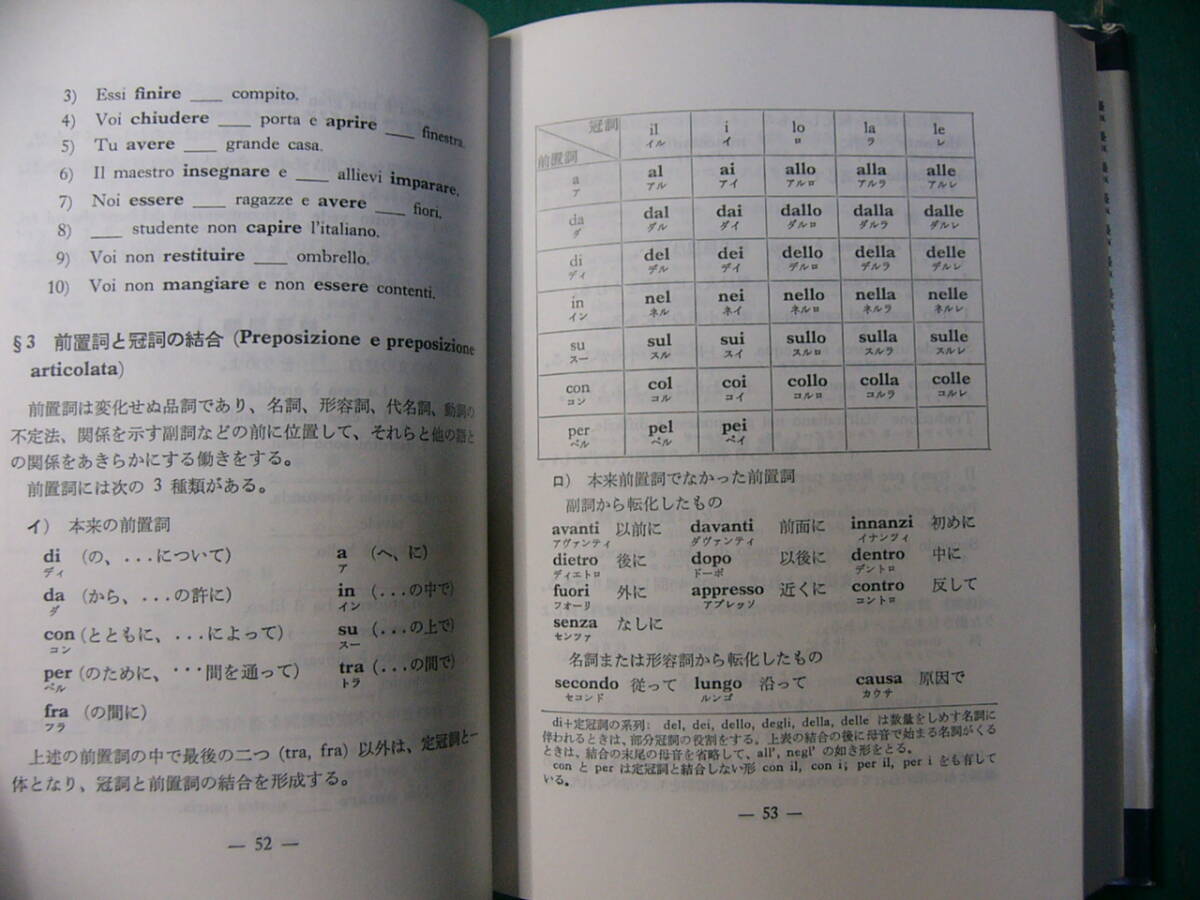 3) Essi finire ___ compito.
4) Voi chiudere ___ porta e aprire ___ finestra.
5) Tu avere ___ grande casa.
6) Il maestro insegnare e ___ allievi imparare.
7) Noi essere ___ ragazze e avere ___ fiori.
8) ___ studente non capire l'italiano.
9) Voi non restituire ___ ombrello.
10) Voi non mangiare e non essere contenti.
§3 前置詞と冠詞の結合 (Preposizione e preposizione
articolata)
前置詞は変化せぬ品詞であり、名詞、形容詞、代名詞、動詞の
不定法、関係を示す副詞などの前に位置して、それらと他の語と
の関係をあきらかにする働きをする。
前置詞には次の 3 種類がある。
イ) 本来の前置詞
di (の、...について) a (へ、に)
ディ ア
da (から、...の許に) in (...の中で)
ダ イン
con (とともに、...によって) su (...の上で)
コン スー
per (のために、...間を通って) tra (...の間で)
ペル トラ
fra (の間に)
フラ
上述の前置詞の中で最後の二つ (tra, fra) 以外は、定冠詞と一
体となり、冠詞と前置詞の結合を形成する。
— 52 —
冠詞 il i lo la le
前置詞 イル イ ロ ラ レ
a al ai allo alla alle
ア アル アイ アルロ アルラ アルレ
da dal dai dallo dalla dalle
ダ ダル ダイ ダルロ ダルラ ダルレ
di del dei dello della delle
ディ デル デイ デルロ デルラ デルレ
in nel nei nello nella nelle
イン ネル ネイ ネルロ ネルラ ネルレ
su sul sui sullo sulla sulle
スー スル スイ スルロ スルラ スルレ
con col coi collo colla colle
コン コル コイ コルロ コルラ コルレ
per pel pei
ペル ペル ペイ
ロ) 本来前置詞でなかった前置詞
副詞から転化したもの
avanti 以前に davanti 前面に innanzi 初めに
アヴァンティ ダヴァンティ イナンツィ
dietro 後に dopo 以後に dentro 中に
ディエトロ ドーポ デントロ
fuori 外に appresso 近くに contro 反して
フオーリ アプレッソ コントロ
senza なしに
センツァ
名詞または形容詞から転化したもの
secondo 従って lungo 沿って causa 原因で
セコンド ルンゴ カウサ
di+定冠詞の系列: del, dei, dello, degli, della, delle は数量をしめす名詞に
伴われるときは、部分冠詞の役割をする。上表の結合の後に母音で始まる名詞がくる
ときは、結合の末尾の母音を省略して、all', negl' の如き形をとる。
con と per は定冠詞と結合しない形 con il, con i; per il, per i をも有して
いる。
— 53 —